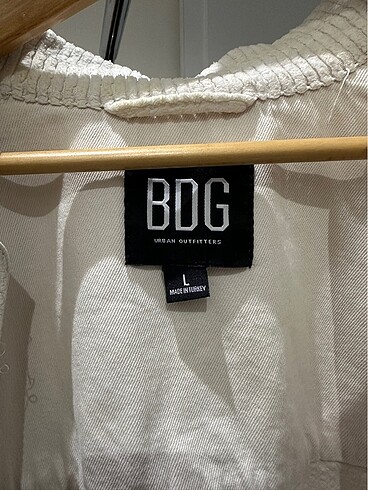 BDG
URBAN OUTFITTERS
L
MADE IN TURKEY